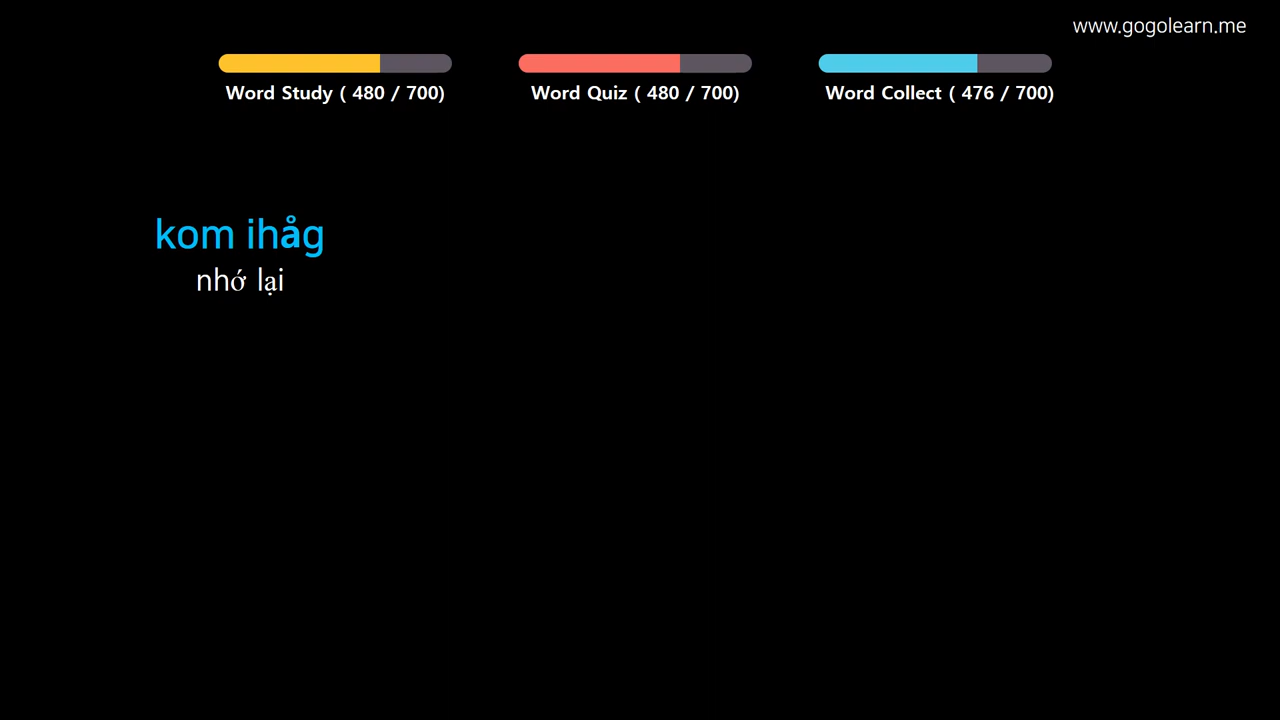 www.gogolearn.me
Word Study ( 480 / 700)
Word Quiz ( 480 / 700)
Word Collect ( 476 / 700)
kom ihåg
nhớ lại